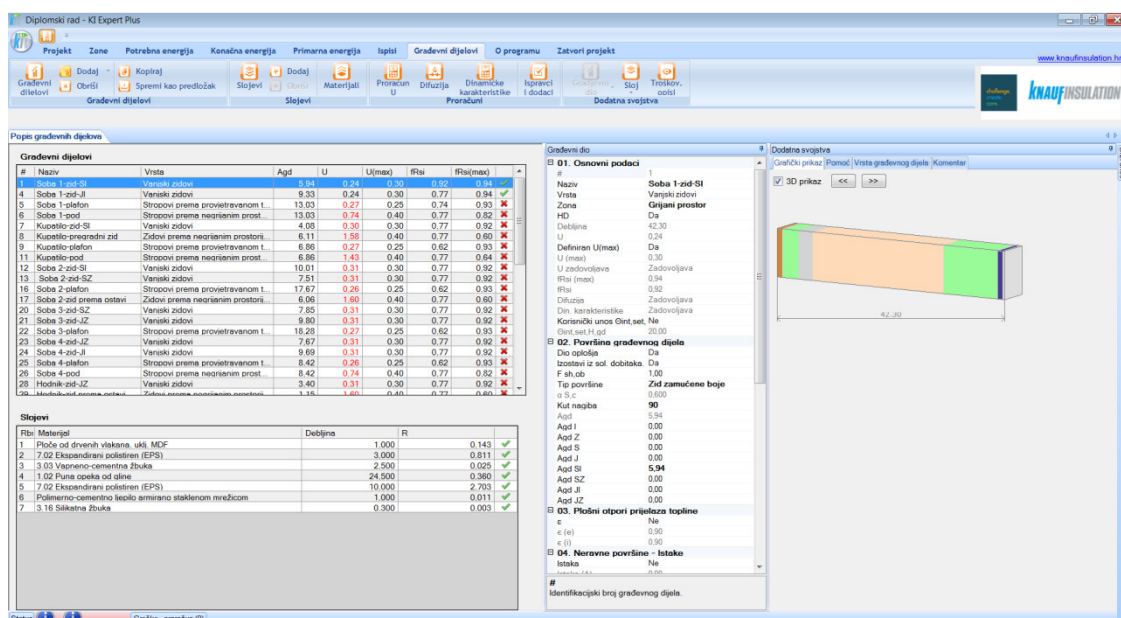 Diplomski rad - KI Expert Plus
Projekt Zone Potrebna energija Konačna energija Primarna energija Ispisi Građevni dijelovi O programu Zatvori projekt
www.knaufinsulation.hr
Građevni dijelovi Dodaj Obriši Kopiraj Spremi kao predložak Slojevi Dodaj Obriši Materijali Proračun U Difuzija Dinamičke karakteristike Ispravci i dodaci Sloj Troškov. opisi
Građevni dijelovi Slojevi Proračuni Dodatna svojstva
KNAUFINSULATION
Popis građevnih dijelova
Građevni dijelovi
# Naziv Vrsta Agd U U(max) fRsi fRsi(max)
1 Soba 1-zid-SI Vanjski zidovi 5.94 0.24 0.30 0.92 0.94
4 Soba 1-zid-JI Vanjski zidovi 9.33 0.24 0.30 0.77 0.94
5 Soba 1-plafon Stropovi prema provjetravanom t... 13.03 0.27 0.25 0.74 0.93
6 Soba 1-pod Stropovi prema negrijanim prost... 13.03 0.74 0.40 0.77 0.82
7 Kupatilo-zid-SI Vanjski zidovi 4.08 0.30 0.30 0.77 0.92
8 Kupatilo-pregradni zid Zidovi prema negrijanim prostorij... 6.11 1.58 0.40 0.77 0.60
9 Kupatilo-plafon Stropovi prema provjetravanom t... 6.86 0.27 0.25 0.62 0.93
11 Kupatilo-pod Stropovi prema negrijanim prost... 6.86 1.43 0.40 0.77 0.64
12 Soba 2-zid-SI Vanjski zidovi 10.01 0.31 0.30 0.77 0.92
13 Soba 2-zid-SZ Vanjski zidovi 7.51 0.31 0.30 0.77 0.92
16 Soba 2-plafon Stropovi prema provjetravanom t... 17.67 0.26 0.25 0.62 0.93
17 Soba 2-zid prema ostavi Zidovi prema negrijanim prostorij... 6.06 1.60 0.40 0.77 0.60
20 Soba 3-zid-SZ Vanjski zidovi 7.85 0.31 0.30 0.77 0.92
21 Soba 3-zid-JZ Vanjski zidovi 9.80 0.31 0.30 0.77 0.92
22 Soba 3-plafon Stropovi prema provjetravanom t... 18.28 0.27 0.25 0.62 0.93
23 Soba 4-zid-JZ Vanjski zidovi 7.67 0.31 0.30 0.77 0.92
24 Soba 4-zid-JI Vanjski zidovi 9.69 0.31 0.30 0.77 0.92
25 Soba 4-plafon Stropovi prema provjetravanom t... 8.42 0.26 0.25 0.62 0.93
26 Soba 4-pod Stropovi prema negrijanim prost... 8.42 0.74 0.40 0.77 0.82
28 Hodnik-zid-JZ Vanjski zidovi 3.40 0.31 0.30 0.77 0.92
29 Hodnik-zid prema ostavi Zidovi prema negrijanim prostorij... 1.15 1.60 0.40 0.77 0.60
Slojevi
Rbr Materijal Debljina R
1 Ploče od drvenih vlakana, uklj. MDF 1.000 0.143
2 7.02 Ekspandirani polistiren (EPS) 3.000 0.811
3 3.03 Vapneno-cementna žbuka 2.500 0.025
4 1.02 Puna opeka od gline 24.500 0.360
5 7.02 Ekspandirani polistiren (EPS) 10.000 2.703
6 Polimerno-cementno ljepilo armirano staklenom mrežicom 1.000 0.011
7 3.16 Silikatna žbuka 0.300 0.003
Građevni dio
01. Osnovni podaci
# 1
Naziv Soba 1-zid-SI
Vrsta Vanjski zidovi
Zona Grijani prostor
HD Da
Debljina 42.30
U 0,24
Definiran U(max) Da
U (max) 0,30
U zadovoljava Zadovoljava
fRsi (max) 0,94
fRsi 0,92
Difuzija Zadovoljava
Din. karakteristike Zadovoljava
Korisnički unos Θint,set, Ne
Θint,set,H,gd 20,00
02. Površina građevnog dijela
Dio oplošja Da
Izostavi iz sol. dobitaka. Da
F sh,ob 1,00
Tip površine Zid zamućene boje
α S,c 0,600
Kut nagiba 90
Agd 5,94
Agd I 0,00
Agd Z 0,00
Agd S 0,00
Agd J 0,00
Agd SI 5,94
Agd SZ 0,00
Agd JI 0,00
Agd JZ 0,00
03. Plošni otpori prijelaza topline
ε Ne
ε (e) 0,90
ε (i) 0,90
04. Neravne površine - Istake
Istaka Ne
#
Identifikacijski broj građevnog dijela.
Dodatna svojstva
Grafički prikaz Pomoć Vrsta građevnog dijela Komentar
3D prikaz << >>
42.30